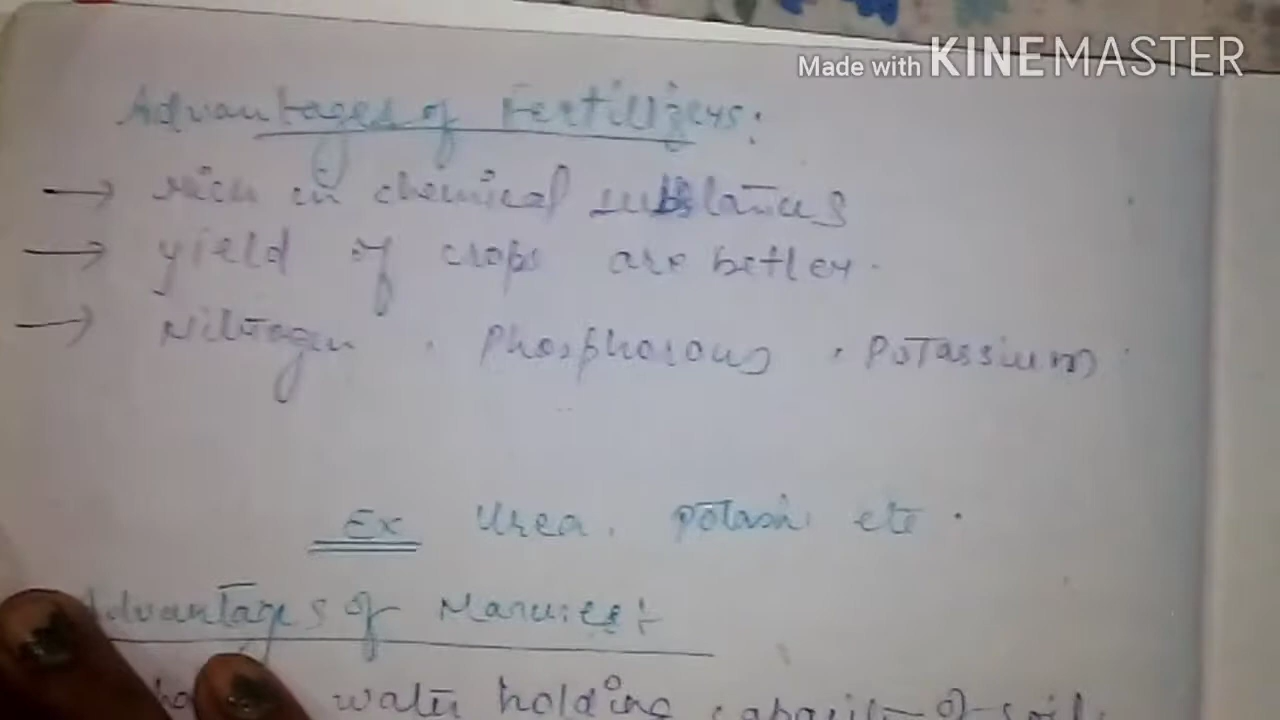 Made with KINEMASTER
Advantages of Fertilizers:
→ rich in chemical substances
→ yield of crops are better.
→ Nitrogen, Phosphorous, Potassium.
Ex Urea, potash, etc.
Advantages of Manures:
water holding capacity of soil.